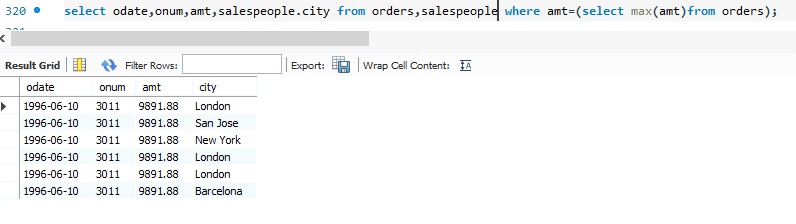 320 select odate,onum,amt,salespeople.city from orders,salespeople where amt=(select max(amt)from orders);
Result Grid Filter Rows: Export: Wrap Cell Content: IA
odate onum amt city
1996-06-10 3011 9891.88 London
1996-06-10 3011 9891.88 San Jose
1996-06-10 3011 9891.88 New York
1996-06-10 3011 9891.88 London
1996-06-10 3011 9891.88 London
1996-06-10 3011 9891.88 Barcelona